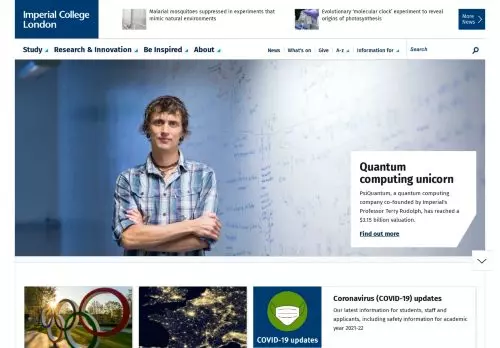 Imperial College
London
Malarial mosquitoes suppressed in experiments that
mimic natural environments
Evolutionary 'molecular clock' experiment to reveal
origins of photosynthesis
More
News
Study
Research & Innovation
Be Inspired
About
News
What's on
Give
A-z
Information for
Search
Quantum
computing unicorn
PsiQuantum, a quantum computing
company co-founded by Imperial's
Professor Terry Rudolph, has reached a
$3.15 billion valuation.
Find out more
COVID-19 updates
Coronavirus (COVID-19) updates
Our latest information for students, staff and
applicants, including safety information for academic
year 2021-22